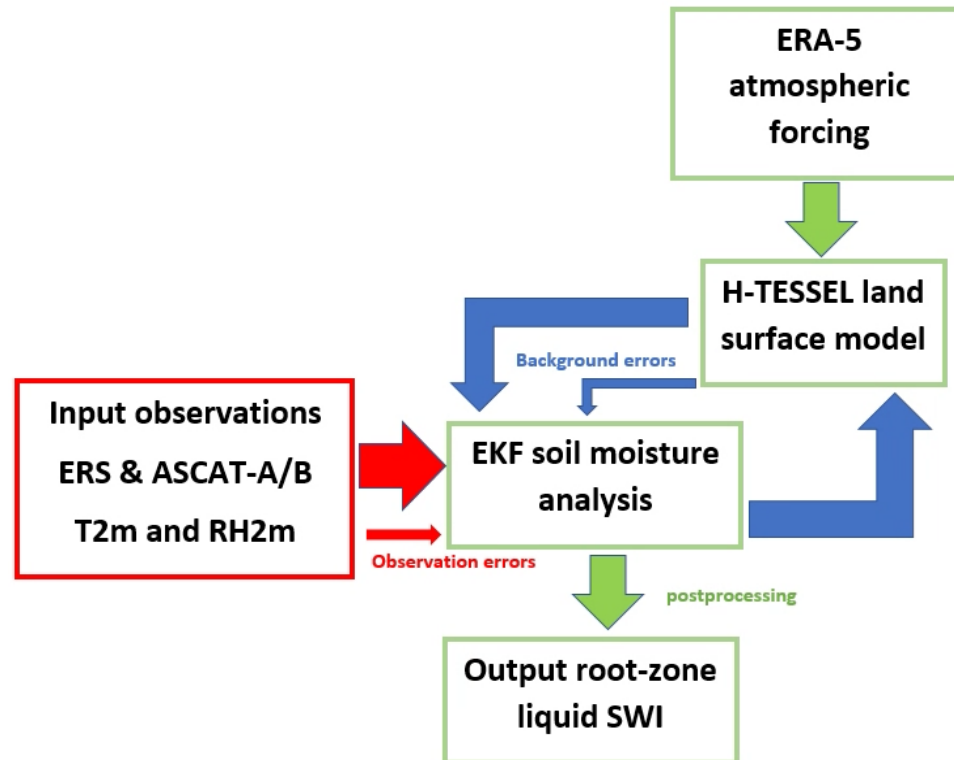 ERA-5
atmospheric
forcing
H-TESSEL land
surface model
Background errors
Input observations
ERS & ASCAT-A/B
T2m and RH2m
EKF soil moisture
analysis
Observation errors
postprocessing
Output root-zone
liquid SWI